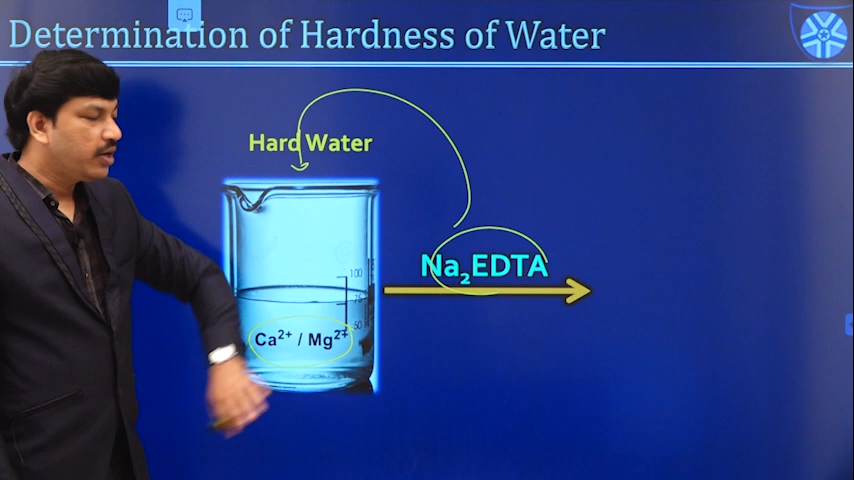 Determination of Hardness of Water
Hard Water
Na₂EDTA
100
75
50
Ca²⁺ / Mg²⁺